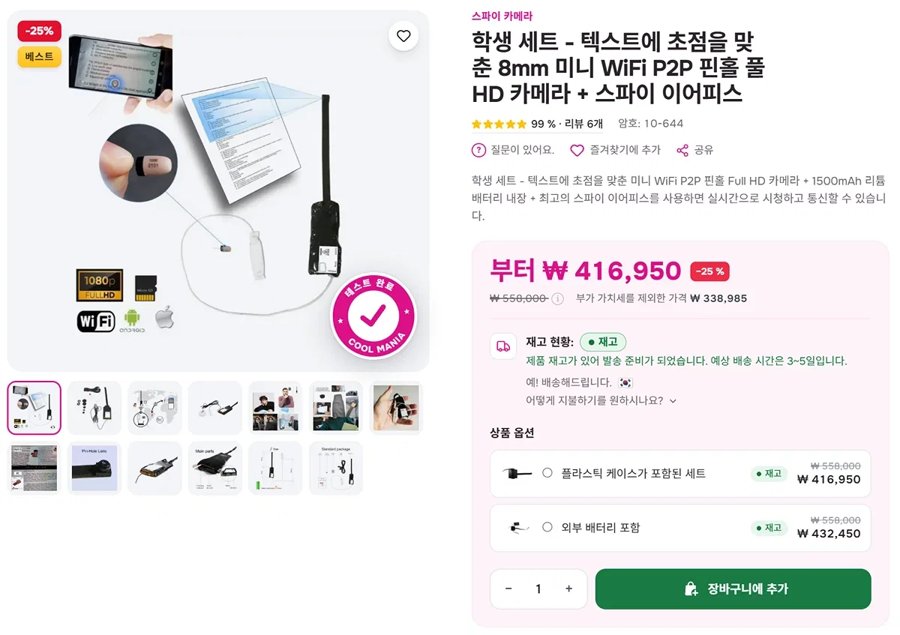 -25%
베스트
1080p
FULL HD
Micro SD
WiFi
ANDROID
테스트 완료
COOL MANIA
Pin-Hole Lens
Main parts
Standard package
스파이 카메라
학생 세트 - 텍스트에 초점을 맞
춘 8mm 미니 WiFi P2P 핀홀 풀
HD 카메라 + 스파이 이어피스
99 % · 리뷰 6개 암호: 10-644
질문이 있어요. 즐겨찾기에 추가 공유
학생 세트 - 텍스트에 초점을 맞춘 미니 WiFi P2P 핀홀 Full HD 카메라 + 1500mAh 리튬
배터리 내장 + 최고의 스파이 이어피스를 사용하면 실시간으로 시청하고 통신할 수 있습니
다.
부터 ₩ 416,950 -25 %
₩ 558,000 부가 가치세를 제외한 가격 ₩ 338,985
재고 현황: 재고
제품 재고가 있어 발송 준비가 되었습니다. 예상 배송 시간은 3~5일입니다.
예! 배송해드립니다.
어떻게 지불하기를 원하시나요?
상품 옵션
플라스틱 케이스가 포함된 세트 재고 ₩ 558,000
₩ 416,950
외부 배터리 포함 재고 ₩ 558,000
₩ 432,450
− 1 + 장바구니에 추가